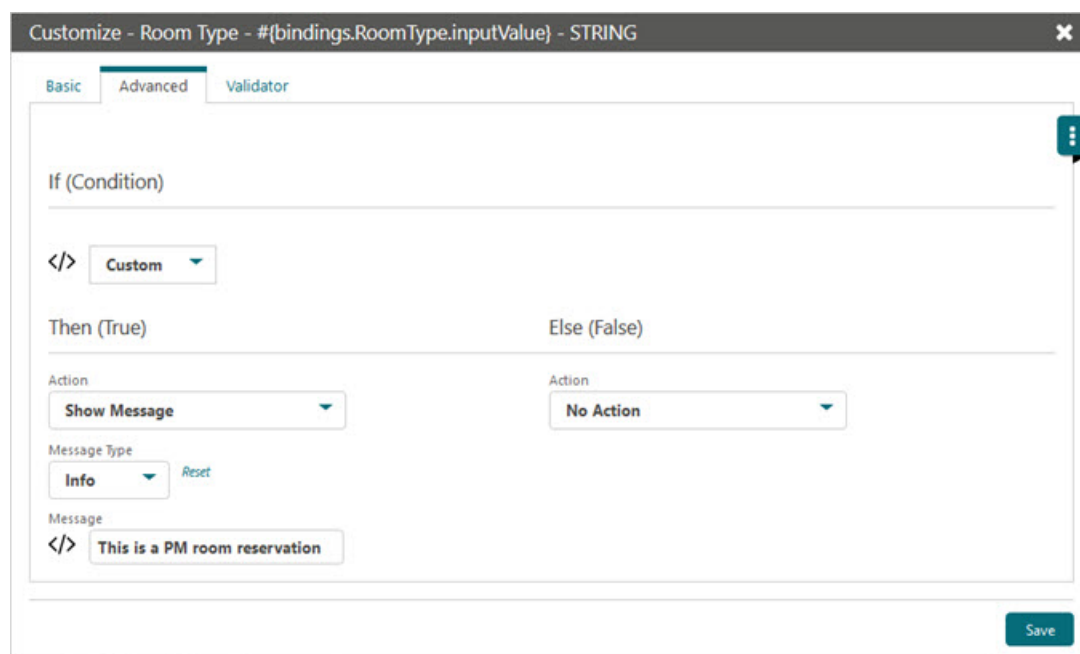 Customize - Room Type - #{bindings.RoomType.inputValue} - STRING
Basic Advanced Validator
If (Condition)
</> Custom
Then (True) Else (False)
Action Action
Show Message No Action
Message Type
Info Reset
Message
</> This is a PM room reservation
Save